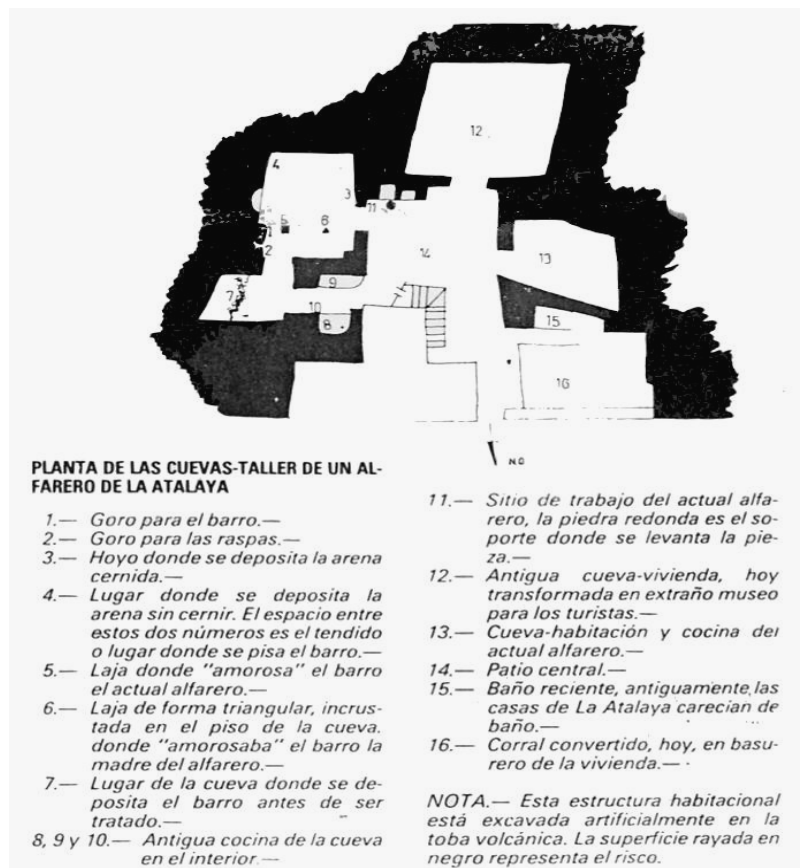 12
4
3
11
5
6
1
2
14
13
9
7
10
8
15
16
N.G
PLANTA DE LAS CUEVAS-TALLER DE UN AL-
FARERO DE LA ATALAYA
1.— Goro para el barro.—
2.— Goro para las raspas.—
3.— Hoyo donde se deposita la arena
cernida.—
4.— Lugar donde se deposita la
arena sin cernir. El espacio entre
estos dos números es el tendido
o lugar donde se pisa el barro.—
5.— Laja donde "amorosa" el barro
el actual alfarero.—
6.— Laja de forma triangular, incrus-
tada en el piso de la cueva.
donde "amorosaba" el barro la
madre del alfarero.—
7.— Lugar de la cueva donde se de-
posita el barro antes de ser
tratado.—
8, 9 y 10.— Antigua cocina de la cueva
en el interior.—
11.— Sitio de trabajo del actual alfa-
rero, la piedra redonda es el so-
porte donde se levanta la pie-
za.—
12.— Antigua cueva-vivienda, hoy
transformada en extraño museo
para los turistas.—
13.— Cueva-habitación y cocina del
actual alfarero.—
14.— Patio central.—
15.— Baño reciente, antiguamente, las
casas de La Atalaya carecian de
baño.—
16.— Corral convertido, hoy, en basu-
rero de la vivienda.—
NOTA.— Esta estructura habitacional
está excavada artificialmente en la
toba volcánica. La superficie rayada en
negro representa el risco.